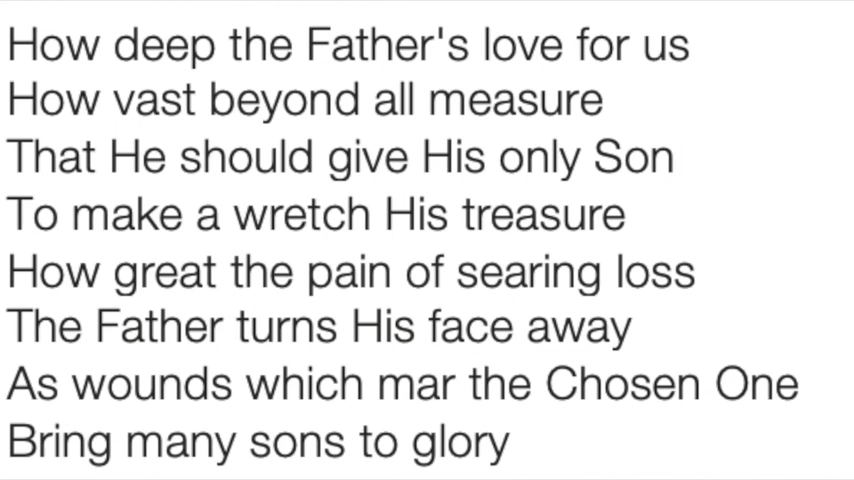 How deep the Father's love for us
How vast beyond all measure
That He should give His only Son
To make a wretch His treasure
How great the pain of searing loss
The Father turns His face away
As wounds which mar the Chosen One
Bring many sons to glory